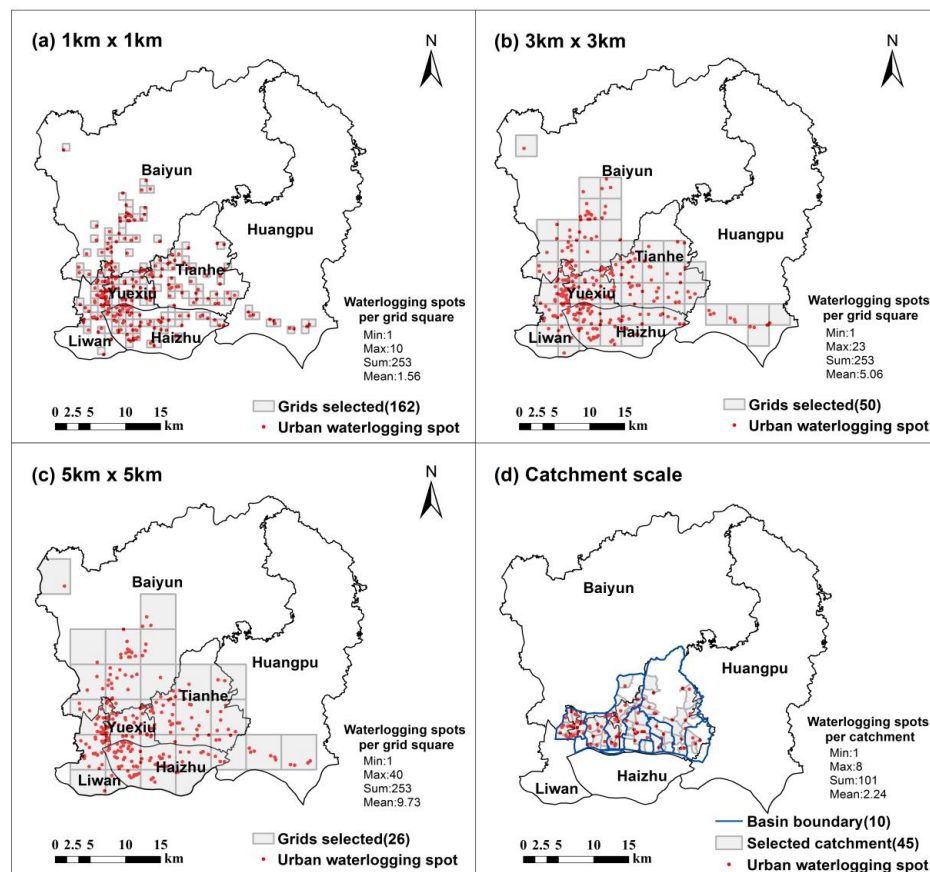 (a) 1km x 1km
N
Baiyun
Huangpu
Tianhe
Yuexiu
Liwan
Haizhu
Waterlogging spots
per grid square
Min:1
Max:10
Sum:253
Mean:1.56
0 2.5 5 10 15
km
Grids selected(162)
Urban waterlogging spot
(b) 3km x 3km
N
Baiyun
Huangpu
Tianhe
Yuexiu
Liwan
Haizhu
Waterlogging spots
per grid square
Min:1
Max:23
Sum:253
Mean:5.06
0 2.5 5 10 15
km
Grids selected(50)
Urban waterlogging spot
(c) 5km x 5km
N
Baiyun
Huangpu
Tianhe
Yuexiu
Liwan
Haizhu
Waterlogging spots
per grid square
Min:1
Max:40
Sum:253
Mean:9.73
0 2.5 5 10 15
km
Grids selected(26)
Urban waterlogging spot
(d) Catchment scale
N
Baiyun
Huangpu
Haizhu
Liwan
Waterlogging spots
per catchment
Min:1
Max:8
Sum:101
Mean:2.24
0 2.5 5 10 15
km
Basin boundary(10)
Selected catchment(45)
Urban waterlogging spot